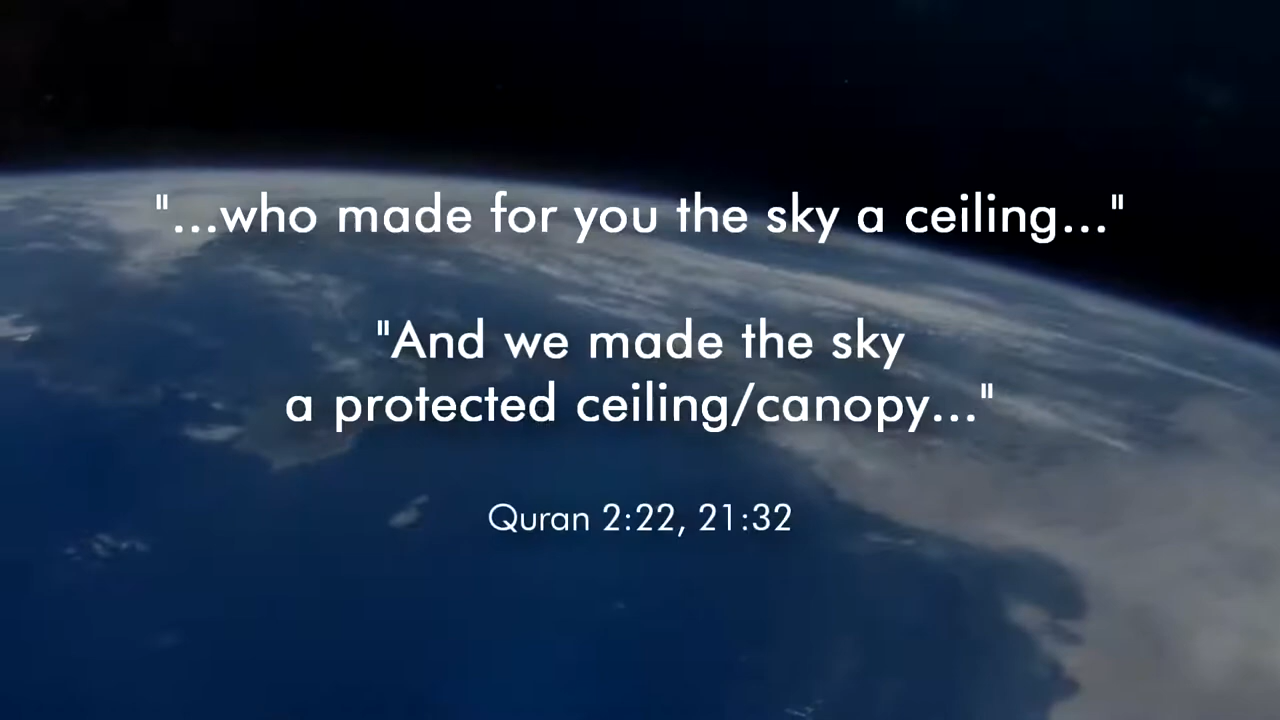 "...who made for you the sky a ceiling..."
"And we made the sky
a protected ceiling/canopy..."
Quran 2:22, 21:32